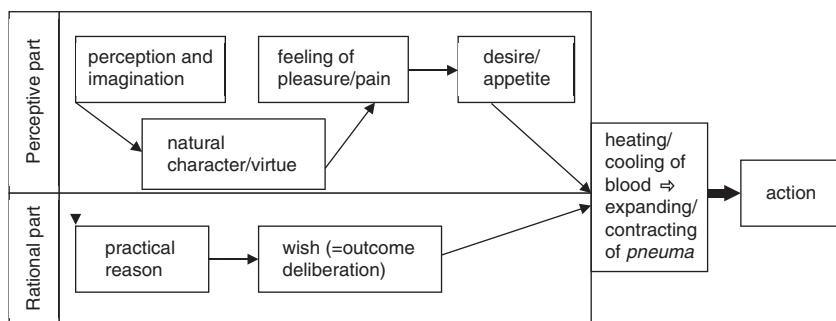 Perceptive part
perception and
imagination
feeling of
pleasure/pain
desire/
appetite
natural
character/virtue
heating/
cooling of
blood ⇨
expanding/
contracting
of pneuma
action
Rational part
practical
reason
wish (=outcome
deliberation)